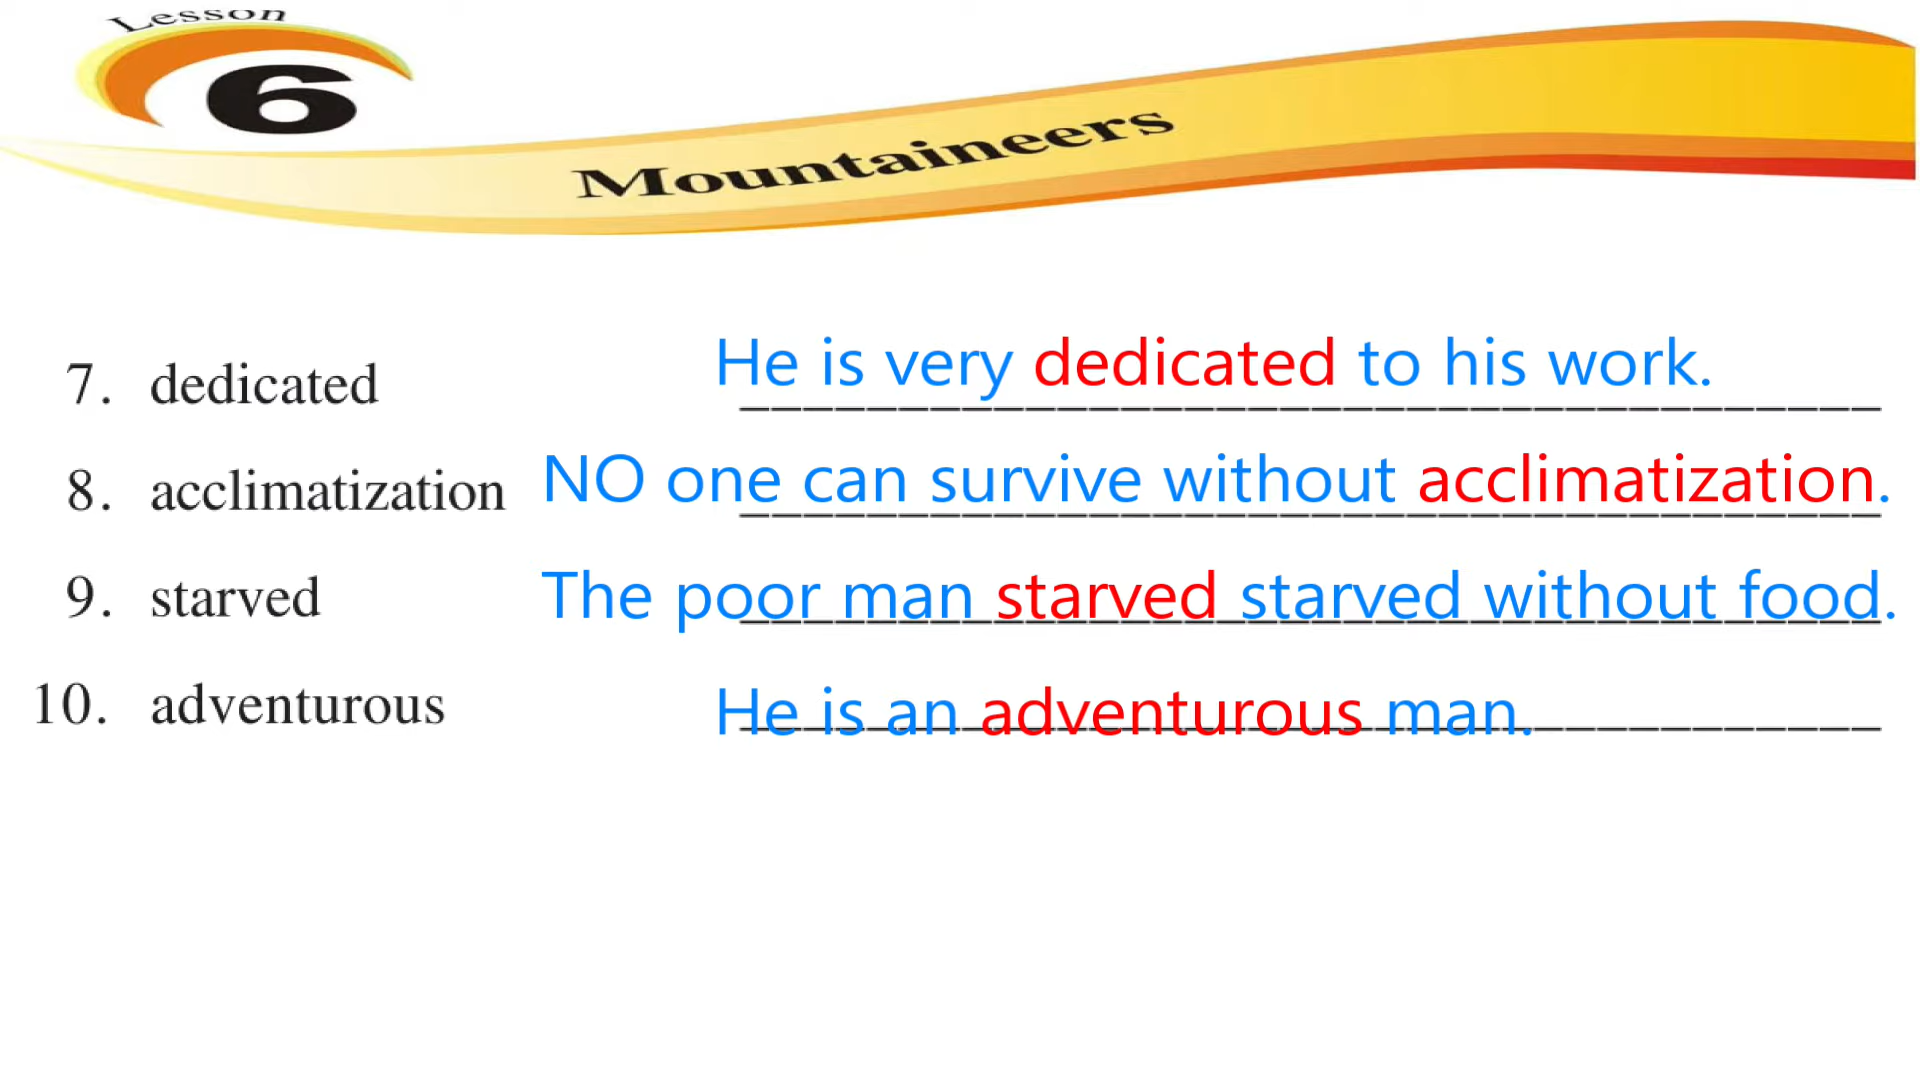 Lesson
6
Mountaineers
7. dedicated He is very dedicated to his work.
8. acclimatization NO one can survive without acclimatization.
9. starved The poor man starved starved without food.
10. adventurous He is an adventurous man.